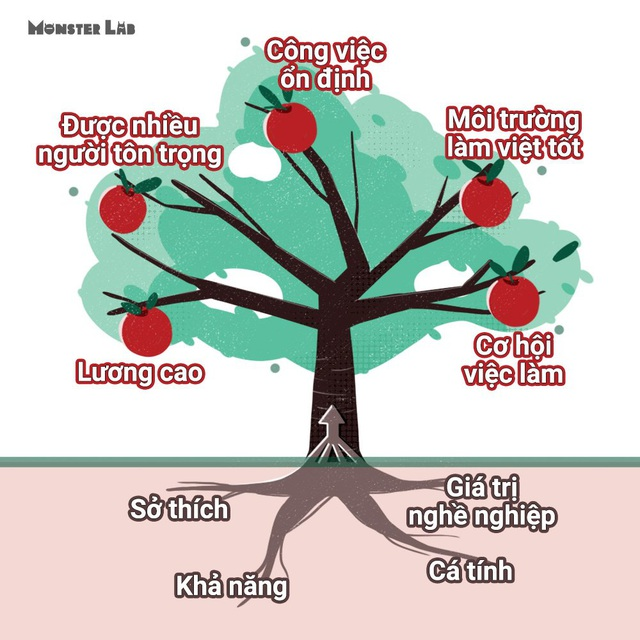 MONSTER LAB
Công việc
ổn định
Được nhiều
người tôn trọng
Môi trường
làm việt tốt
Lương cao
Cơ hội
việc làm
Sở thích
Giá trị
nghề nghiệp
Khả năng
Cá tính